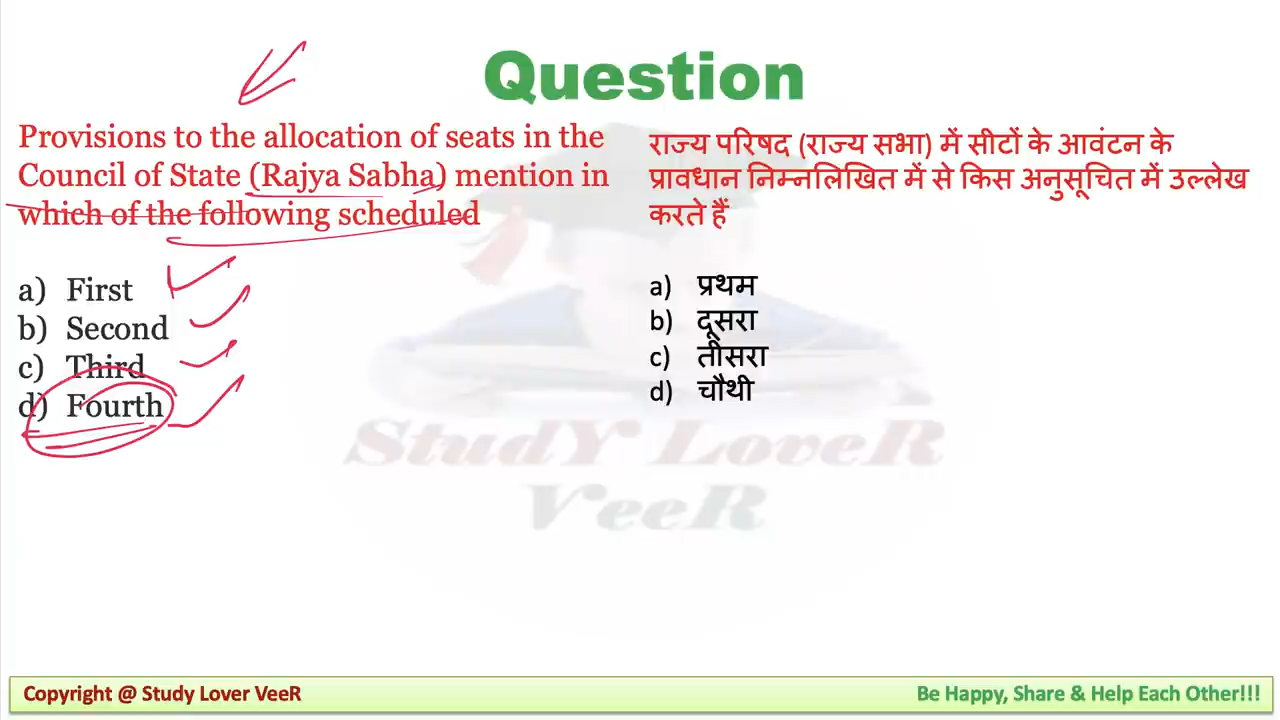 Question
Provisions to the allocation of seats in the
Council of State (Rajya Sabha) mention in
which of the following scheduled
a) First
b) Second
c) Third
d) Fourth
राज्य परिषद (राज्य सभा) में सीटों के आवंटन के
प्रावधान निम्नलिखित में से किस अनुसूचित में उल्लेख
करते हैं
a) प्रथम
b) दूसरा
c) तीसरा
d) चौथी
StudY LoveR
VeeR
Copyright @ Study Lover VeeR
Be Happy, Share & Help Each Other!!!